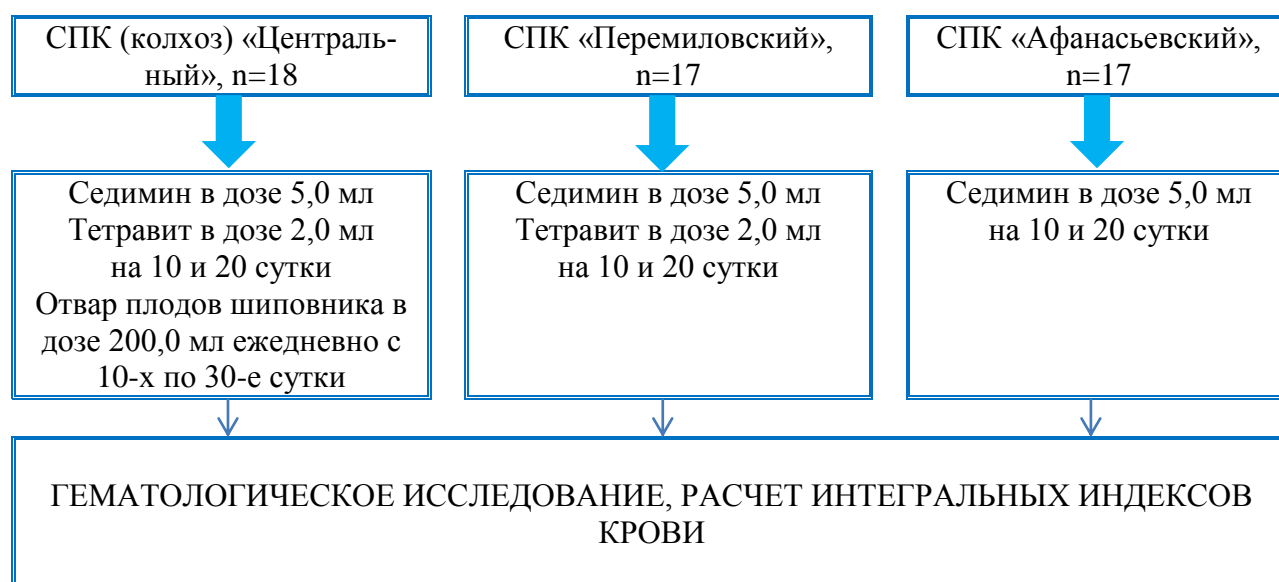 СПК (колхоз) «Централь-
ный», n=18
СПК «Перемиловский»,
n=17
СПК «Афанасьевский»,
n=17
Седимин в дозе 5,0 мл
Тетравит в дозе 2,0 мл
на 10 и 20 сутки
Отвар плодов шиповника в
дозе 200,0 мл ежедневно с
10-х по 30-е сутки
Седимин в дозе 5,0 мл
Тетравит в дозе 2,0 мл
на 10 и 20 сутки
Седимин в дозе 5,0 мл
на 10 и 20 сутки
ГЕМАТОЛОГИЧЕСКОЕ ИССЛЕДОВАНИЕ, РАСЧЕТ ИНТЕГРАЛЬНЫХ ИНДЕКСОВ
КРОВИ